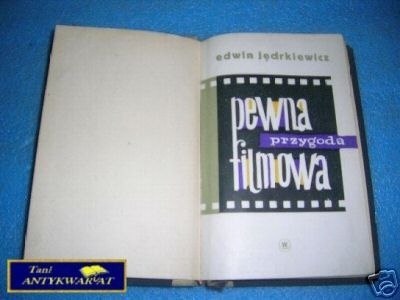 edwin jędrkiewicz
pewna
przygoda
filmowa
W
Tani
ANTYKWARIAT